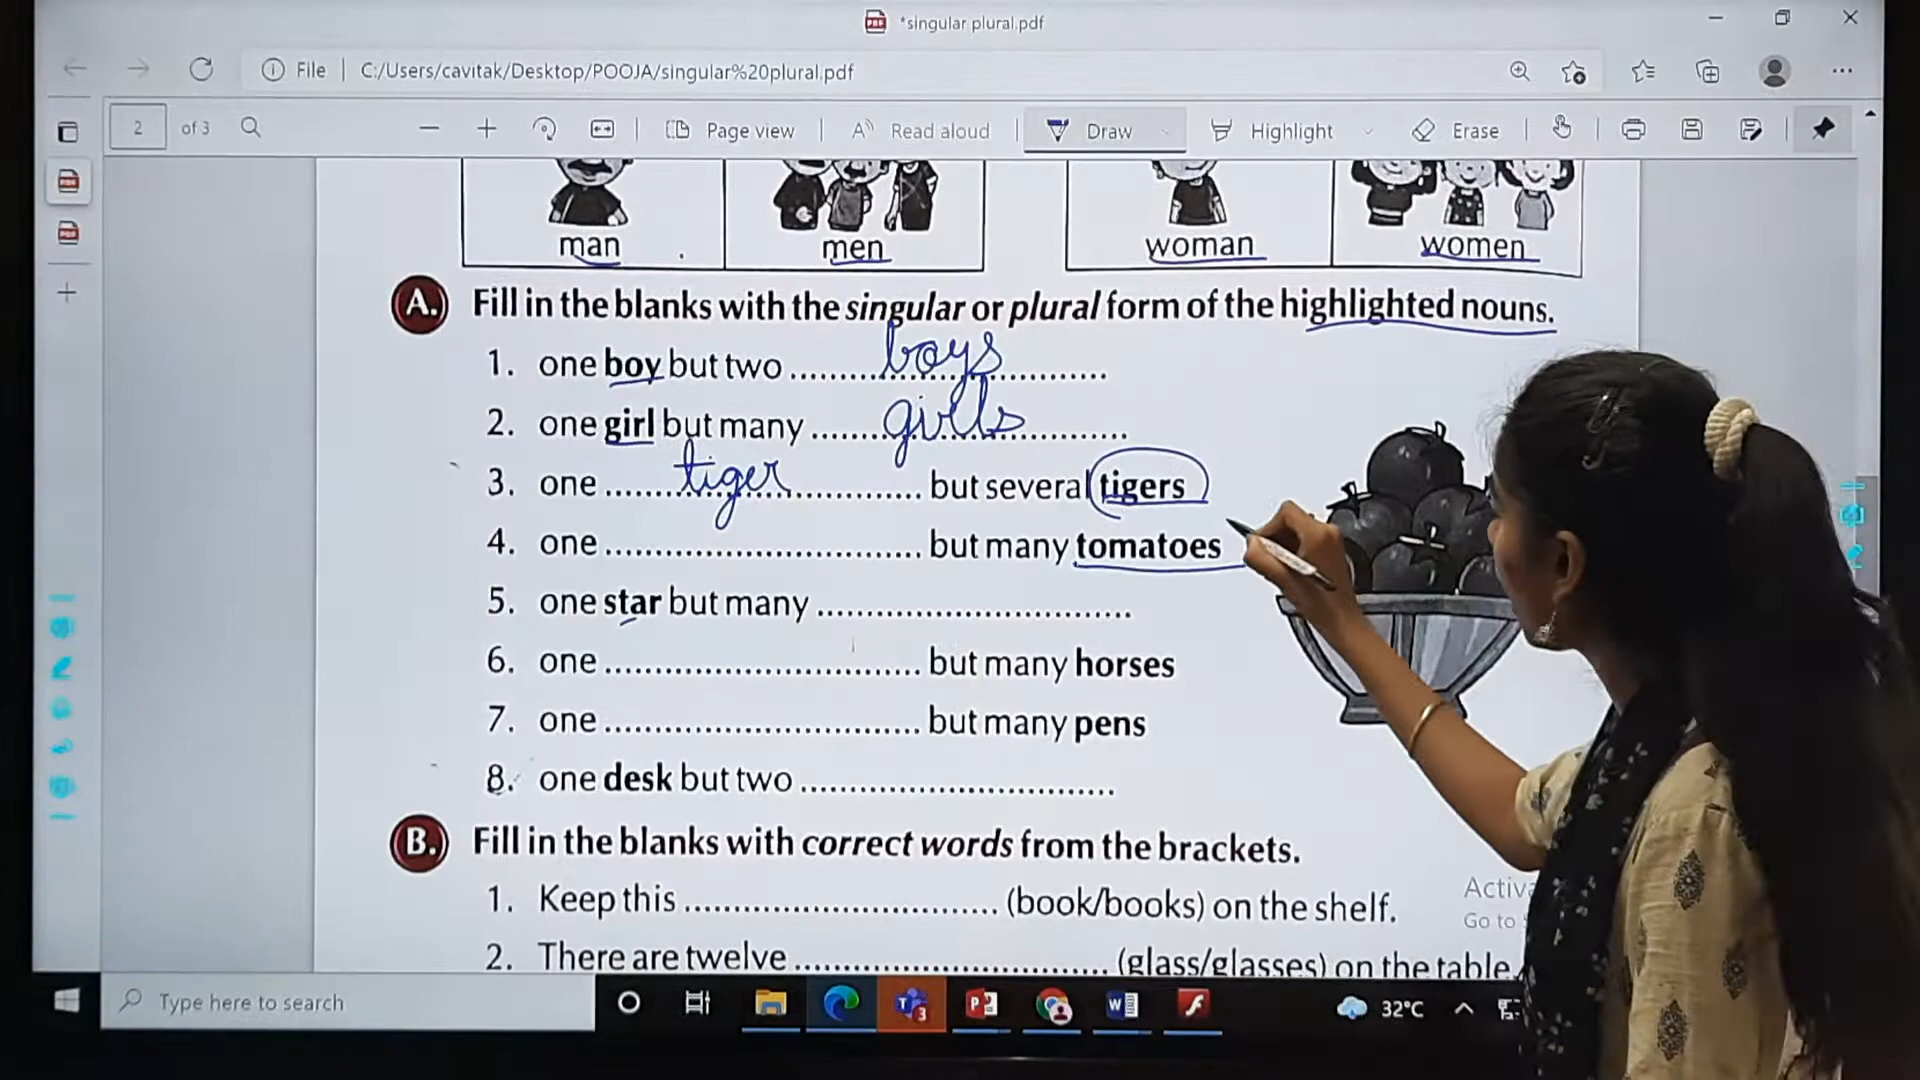 *singular plural.pdf
File | C:/Users/cavitak/Desktop/POOJA/singular%20plural.pdf
2 of 3 Page view Read aloud Draw Highlight Erase
man men woman women
A. Fill in the blanks with the singular or plural form of the highlighted nouns.
1. one boy but two .......... boys ..........
2. one girl but many .......... girls ..........
3. one .......... tiger .......... but several tigers
4. one .......... but many tomatoes
5. one star but many ..........
6. one .......... but many horses
7. one .......... but many pens
8. one desk but two ..........
B. Fill in the blanks with correct words from the brackets.
1. Keep this .......... (book/books) on the shelf.
2. There are twelve .......... (glass/glasses) on the table.
Go to
Type here to search
3
32°C